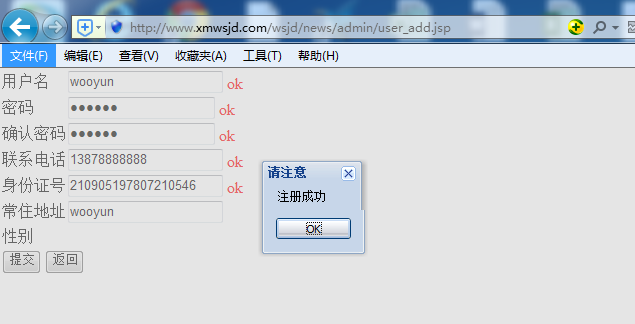 http://www.xmwsjd.com/wsjd/news/admin/user_add.jsp
文件(F) 编辑(E) 查看(V) 收藏夹(A) 工具(T) 帮助(H)
用户名 wooyun ok
密码 ●●●●●● ok
确认密码 ●●●●●● ok
联系电话 13878888888 ok
身份证号 210905197807210546 ok
常住地址 wooyun
性别
提交 返回
请注意
注册成功
OK